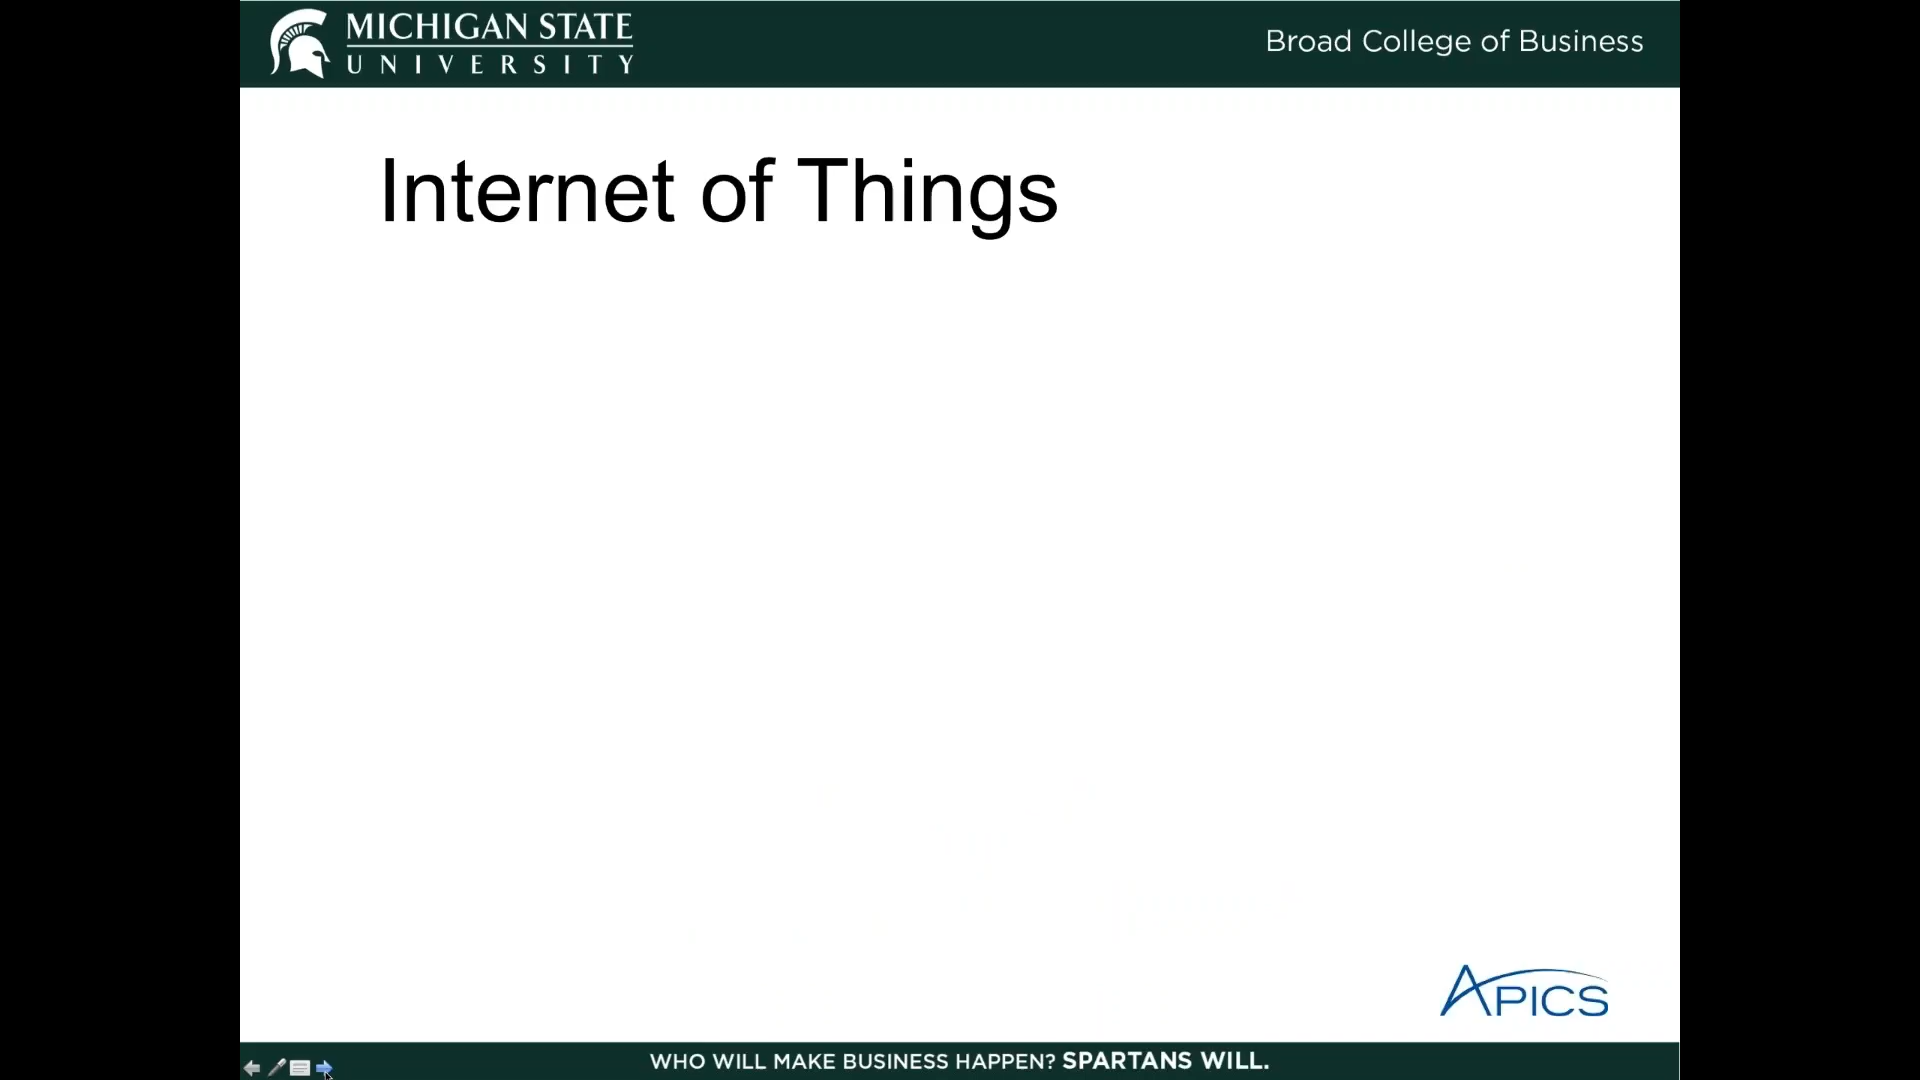 MICHIGAN STATE
UNIVERSITY
Broad College of Business
Internet of Things
APICS
WHO WILL MAKE BUSINESS HAPPEN? SPARTANS WILL.